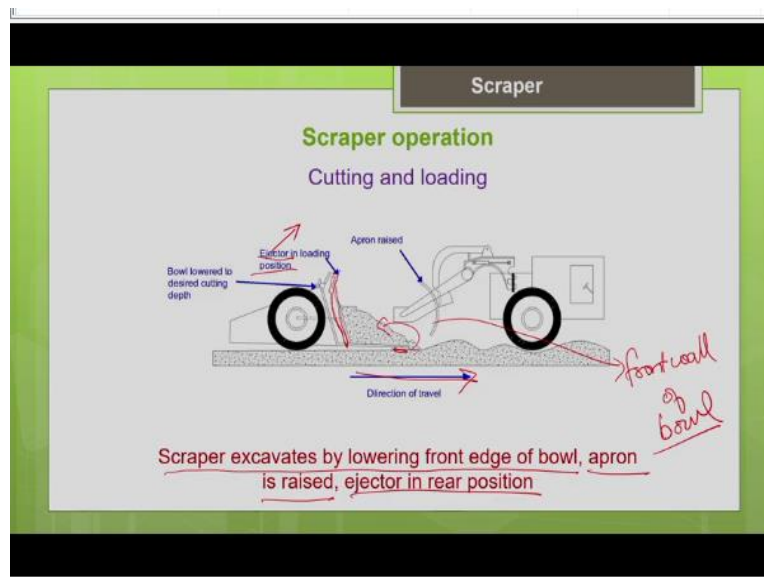 Scraper
Scraper operation
Cutting and loading
Ejector in loading
position
Apron raised
Bowl lowered to
desired cutting
depth
Direction of travel
front wall
of
bowl
Scraper excavates by lowering front edge of bowl, apron
is raised, ejector in rear position